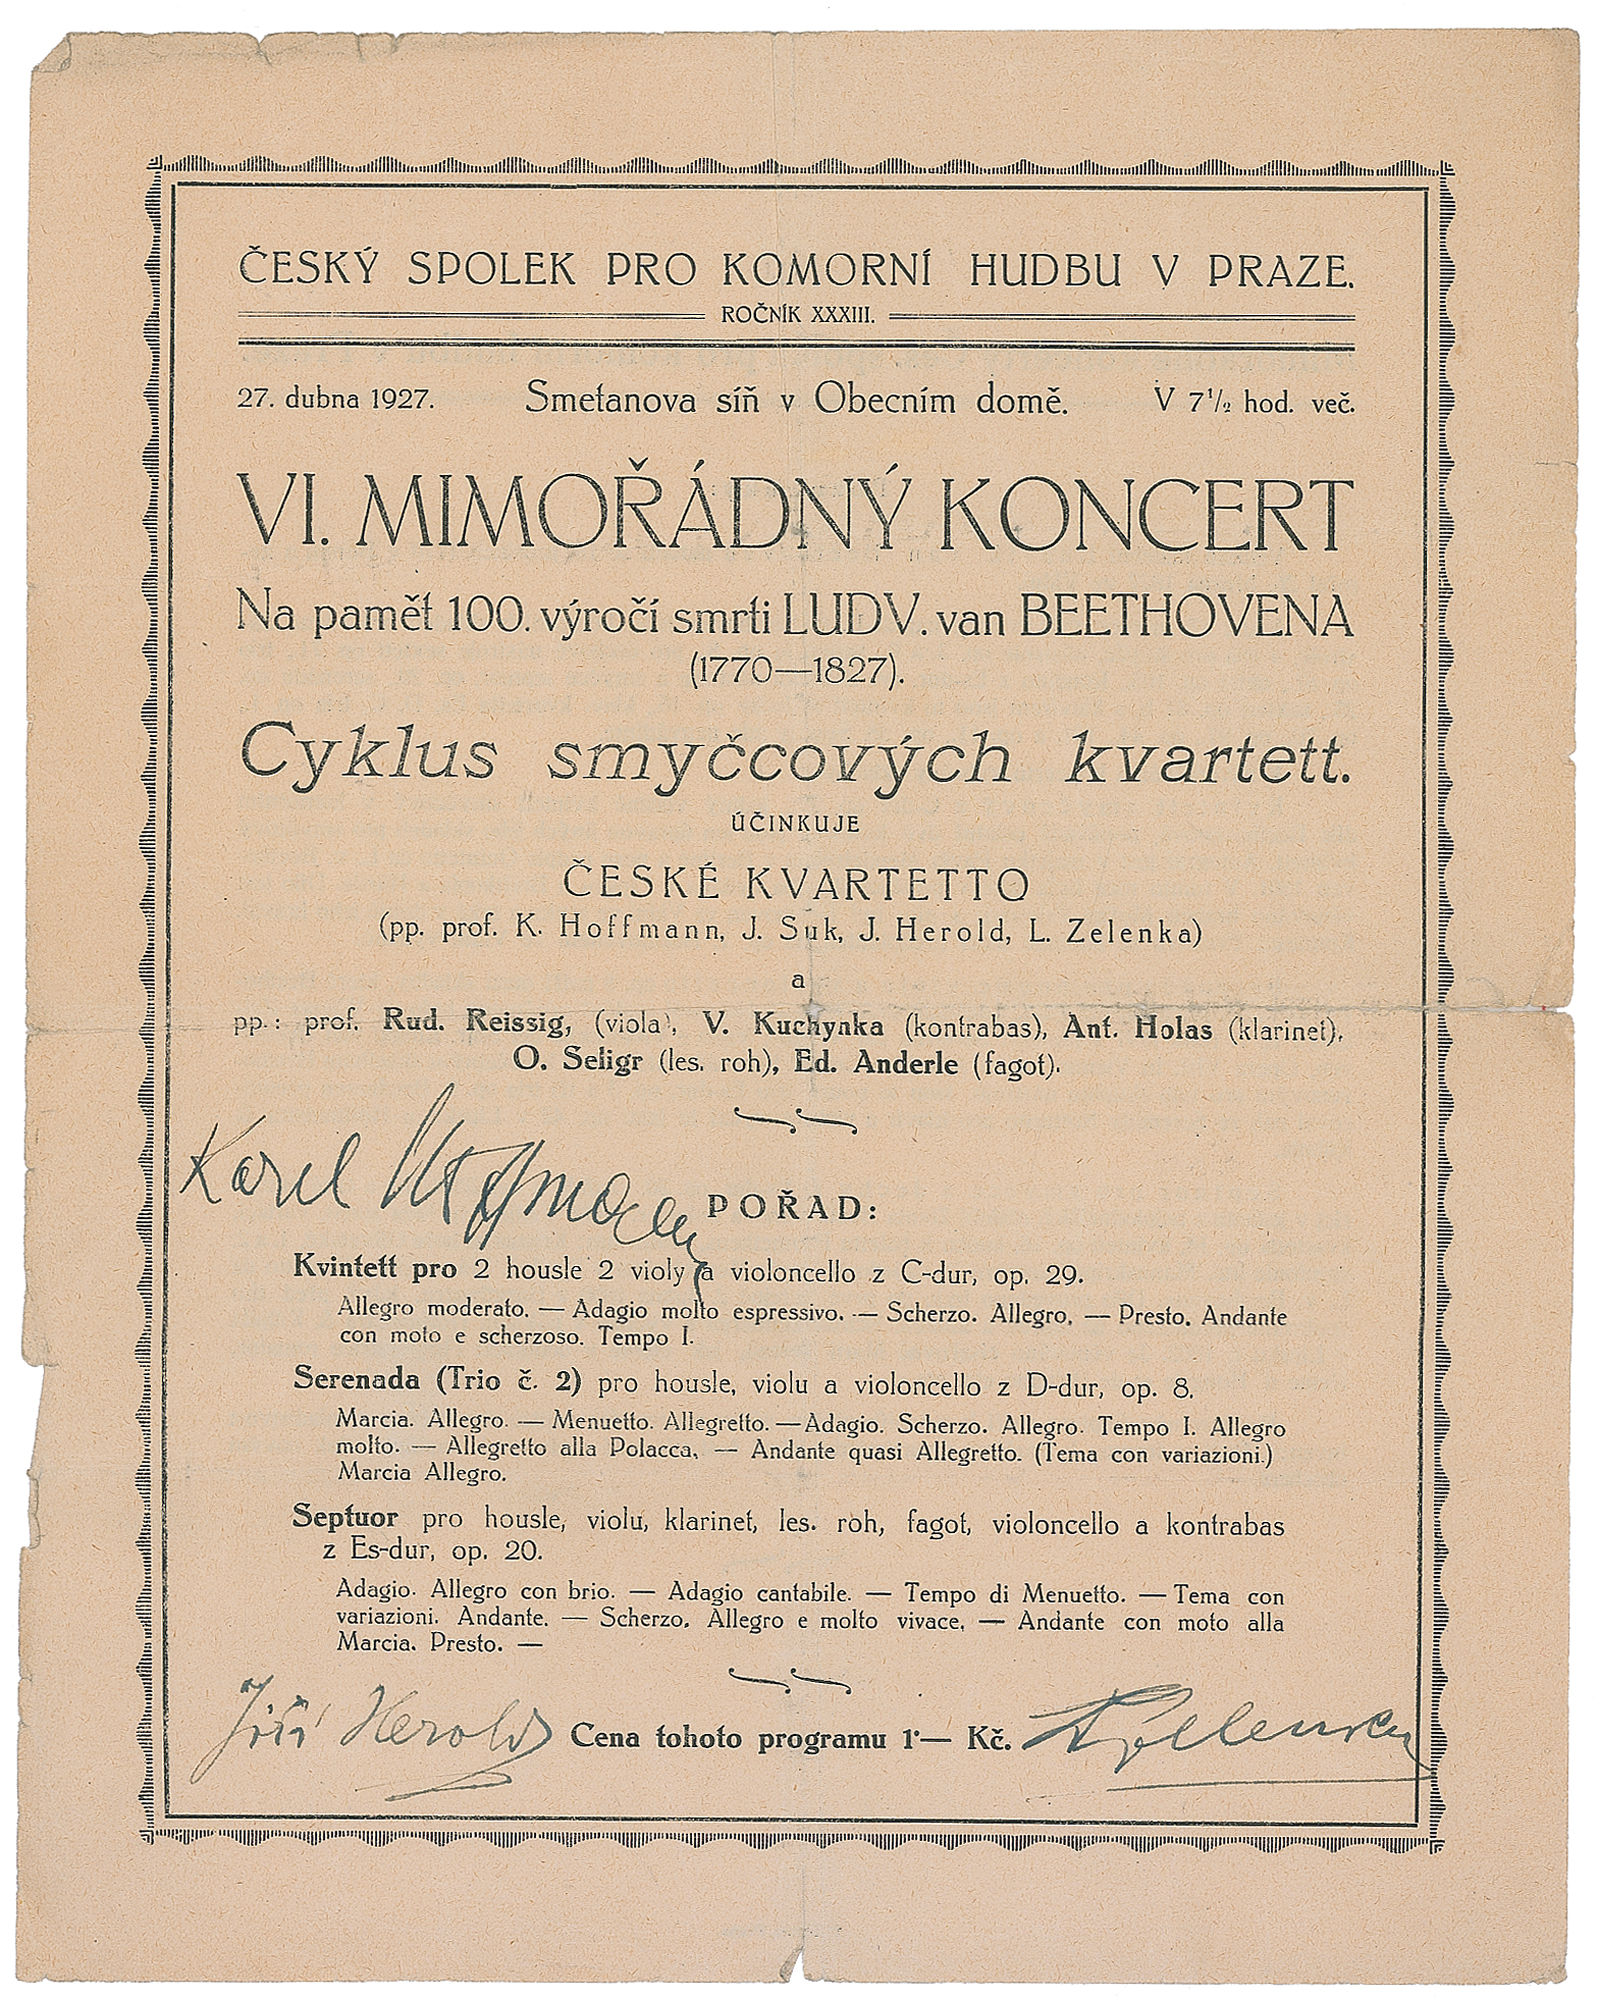 ČESKÝ SPOLEK PRO KOMORNÍ HUDBU V PRAZE.
ROČNÍK XXXIII.
27. dubna 1927. Smetanova síň v Obecním domě. V 7½ hod. več.
VI. MIMOŘÁDNÝ KONCERT
Na pamět 100. výročí smrti LUDV. van BEETHOVENA
(1770—1827).
Cyklus smyčcových kvartett.
ÚČINKUJE
ČESKÉ KVARTETTO
(pp. prof. K. Hoffmann, J. Suk, J. Herold, L. Zelenka)
a
pp.: prof. Rud. Reissig, (viola), V. Kuchynka (kontrabas), Ant. Holas (klarinet),
O. Seligr (les. roh), Ed. Anderle (fagot).
Karel Hoffmann
POŘAD:
Kvintett pro 2 housle 2 violy a violoncello z C-dur, op. 29.
Allegro moderato. — Adagio molto espressivo. — Scherzo. Allegro. — Presto. Andante
con moto e scherzoso. Tempo I.
Serenada (Trio č. 2) pro housle, violu a violoncello z D-dur, op. 8.
Marcia. Allegro. — Menuetto. Allegretto. — Adagio. Scherzo. Allegro. Tempo I. Allegro
molto. — Allegretto alla Polacca, — Andante quasi Allegretto. (Tema con variazioni.)
Marcia Allegro.
Septuor pro housle, violu, klarinet, les. roh, fagot, violoncello a kontrabas
z Es-dur, op. 20.
Adagio. Allegro con brio. — Adagio cantabile. — Tempo di Menuetto. — Tema con
variazioni. Andante. — Scherzo. Allegro e molto vivace, — Andante con moto alla
Marcia. Presto. —
Jiří Herold Cena tohoto programu 1·— Kč. L Zelenka